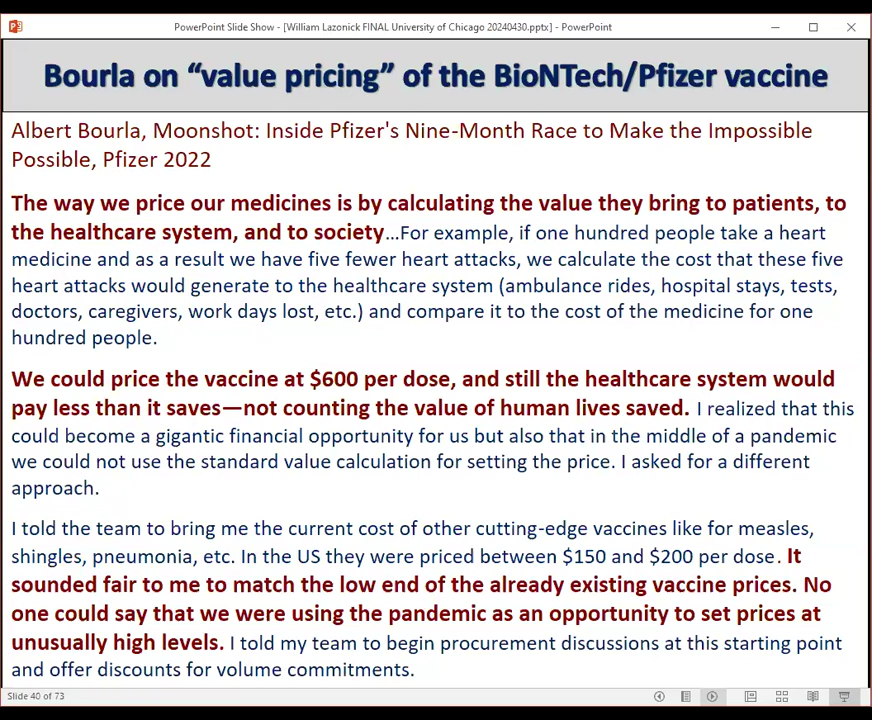 PowerPoint Slide Show - [William Lazonick FINAL University of Chicago 20240430.pptx] - PowerPoint
Bourla on “value pricing” of the BioNTech/Pfizer vaccine
Albert Bourla, Moonshot: Inside Pfizer's Nine-Month Race to Make the Impossible
Possible, Pfizer 2022
The way we price our medicines is by calculating the value they bring to patients, to
the healthcare system, and to society…For example, if one hundred people take a heart
medicine and as a result we have five fewer heart attacks, we calculate the cost that these five
heart attacks would generate to the healthcare system (ambulance rides, hospital stays, tests,
doctors, caregivers, work days lost, etc.) and compare it to the cost of the medicine for one
hundred people.
We could price the vaccine at $600 per dose, and still the healthcare system would
pay less than it saves—not counting the value of human lives saved. I realized that this
could become a gigantic financial opportunity for us but also that in the middle of a pandemic
we could not use the standard value calculation for setting the price. I asked for a different
approach.
I told the team to bring me the current cost of other cutting-edge vaccines like for measles,
shingles, pneumonia, etc. In the US they were priced between $150 and $200 per dose. It
sounded fair to me to match the low end of the already existing vaccine prices. No
one could say that we were using the pandemic as an opportunity to set prices at
unusually high levels. I told my team to begin procurement discussions at this starting point
and offer discounts for volume commitments.
Slide 40 of 73